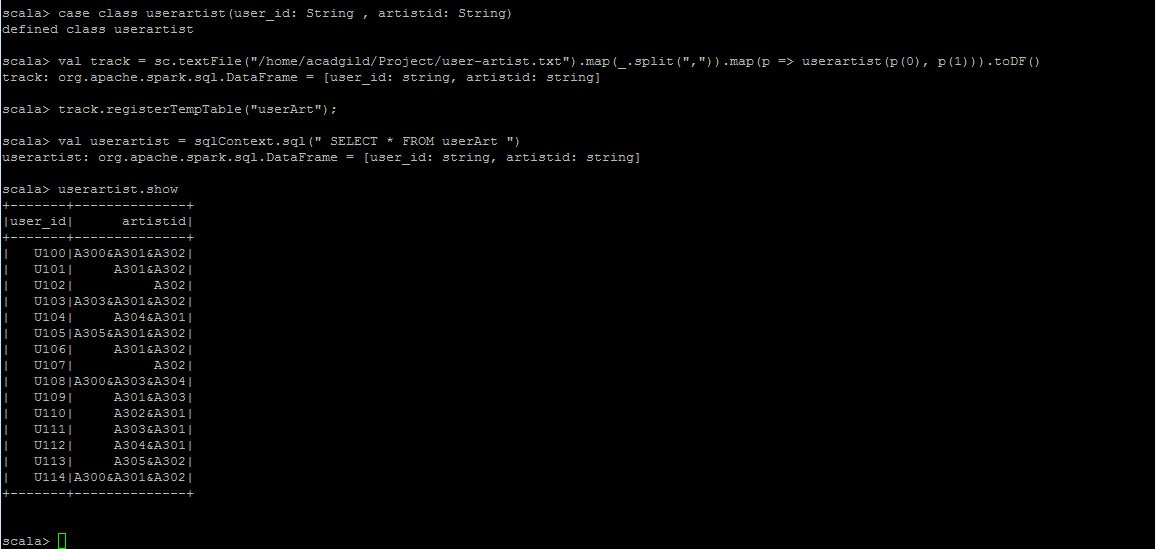 scala> case class userartist(user_id: String , artistid: String)
defined class userartist
scala> val track = sc.textFile("/home/acadgild/Project/user-artist.txt").map(_.split(",")).map(p => userartist(p(0), p(1))).toDF()
track: org.apache.spark.sql.DataFrame = [user_id: string, artistid: string]
scala> track.registerTempTable("userArt");
scala> val userartist = sqlContext.sql(" SELECT * FROM userArt ")
userartist: org.apache.spark.sql.DataFrame = [user_id: string, artistid: string]
scala> userartist.show
+-------+--------------+
|user_id|      artistid|
+-------+--------------+
|   U100|A300&A301&A302|
|   U101|     A301&A302|
|   U102|          A302|
|   U103|A303&A301&A302|
|   U104|     A304&A301|
|   U105|A305&A301&A302|
|   U106|     A301&A302|
|   U107|          A302|
|   U108|A300&A303&A304|
|   U109|     A301&A303|
|   U110|     A302&A301|
|   U111|     A303&A301|
|   U112|     A304&A301|
|   U113|     A305&A302|
|   U114|A300&A301&A302|
+-------+--------------+
scala>